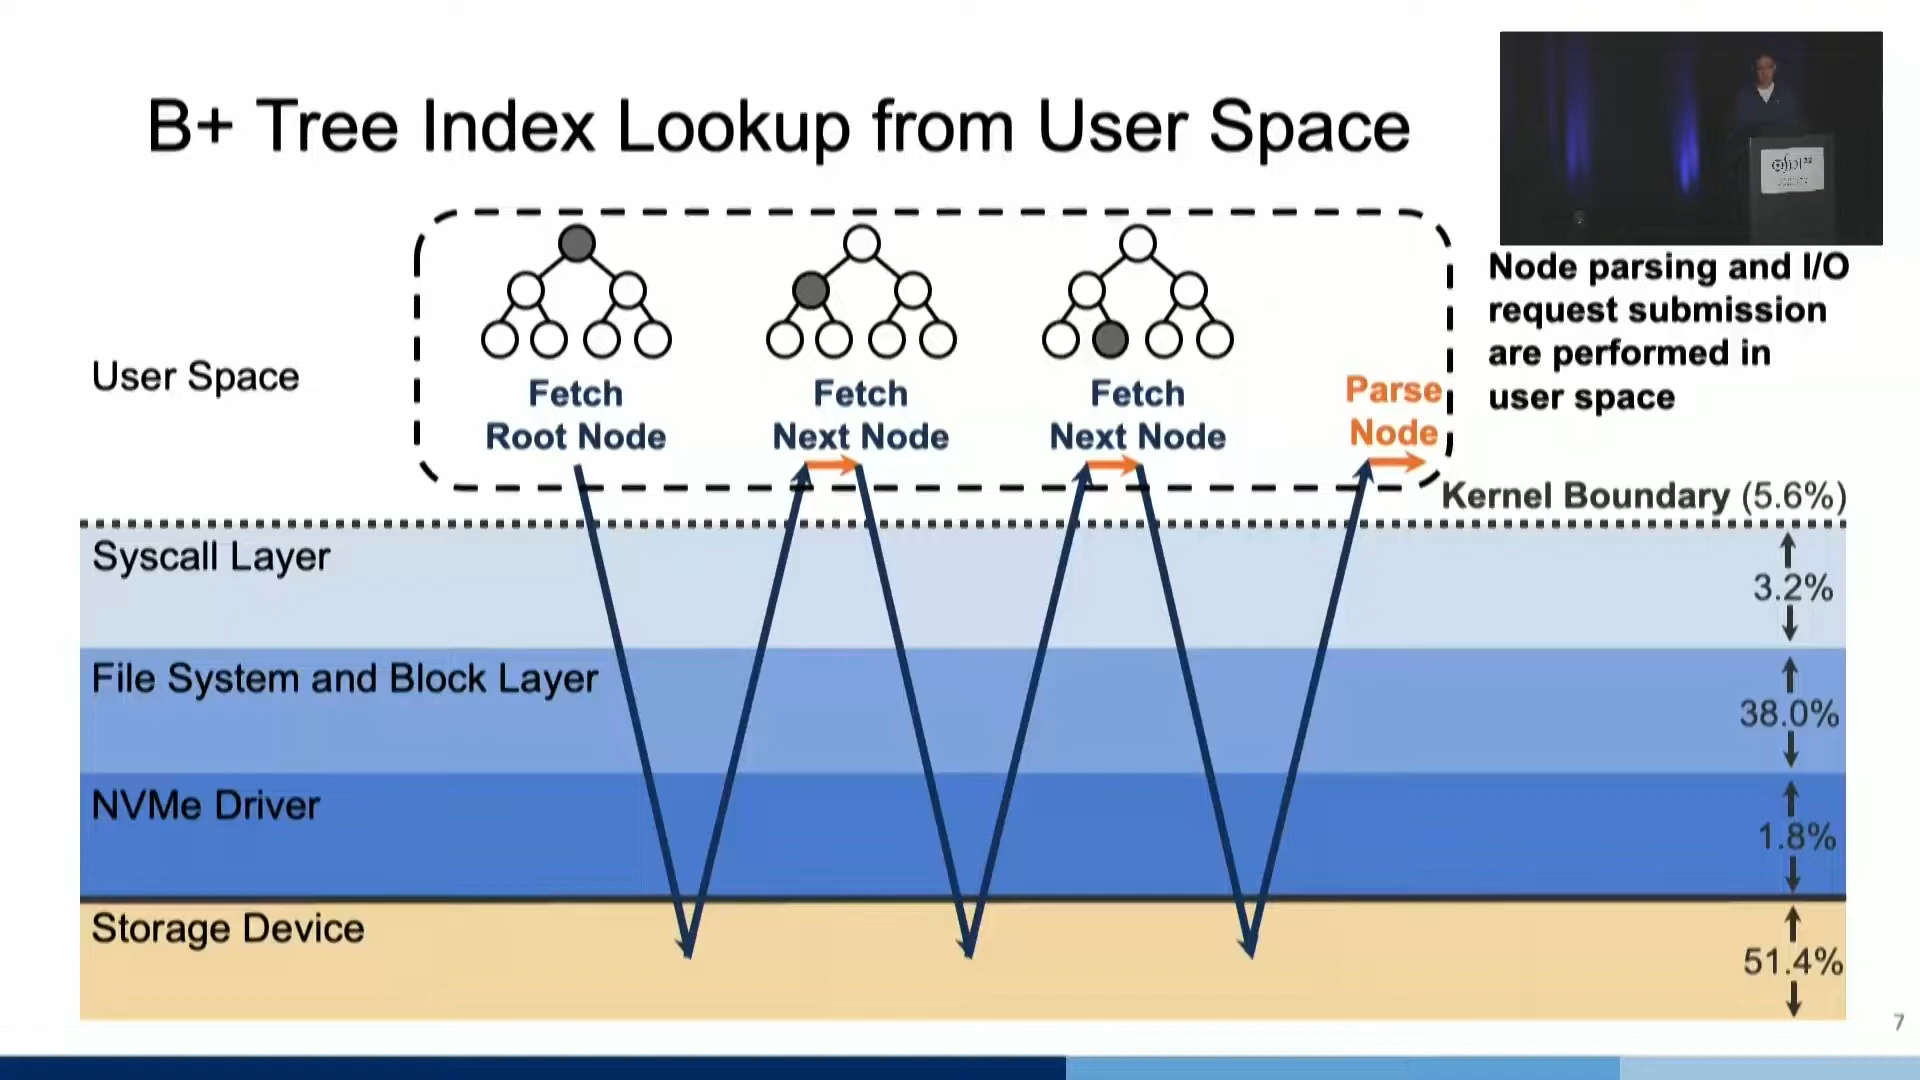 B+ Tree Index Lookup from User Space
Node parsing and I/O
request submission
are performed in
user space
User Space
Fetch
Root Node
Fetch
Next Node
Fetch
Next Node
Parse
Node
Kernel Boundary (5.6%)
Syscall Layer
3.2%
File System and Block Layer
38.0%
NVMe Driver
1.8%
Storage Device
51.4%
7